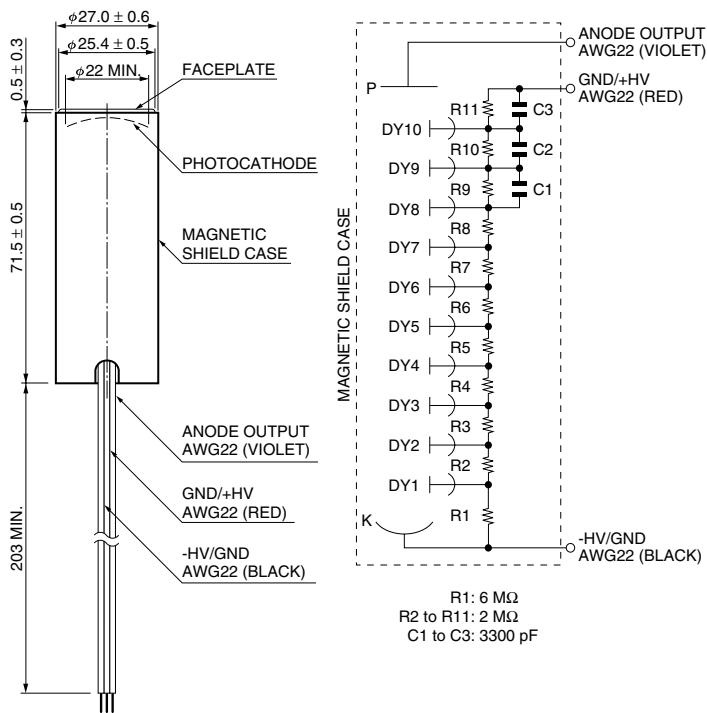 φ27.0 ± 0.6
φ25.4 ± 0.5
φ22 MIN.
0.5 ± 0.3
71.5 ± 0.5
203 MIN.
FACEPLATE
PHOTOCATHODE
MAGNETIC
SHIELD CASE
ANODE OUTPUT
AWG22 (VIOLET)
GND/+HV
AWG22 (RED)
-HV/GND
AWG22 (BLACK)
MAGNETIC SHIELD CASE
ANODE OUTPUT
AWG22 (VIOLET)
GND/+HV
AWG22 (RED)
P
R11
C3
DY10
R10
C2
DY9
R9
C1
DY8
R8
DY7
R7
DY6
R6
DY5
R5
DY4
R4
DY3
R3
DY2
R2
DY1
R1
K
-HV/GND
AWG22 (BLACK)
R1: 6 MΩ
R2 to R11: 2 MΩ
C1 to C3: 3300 pF